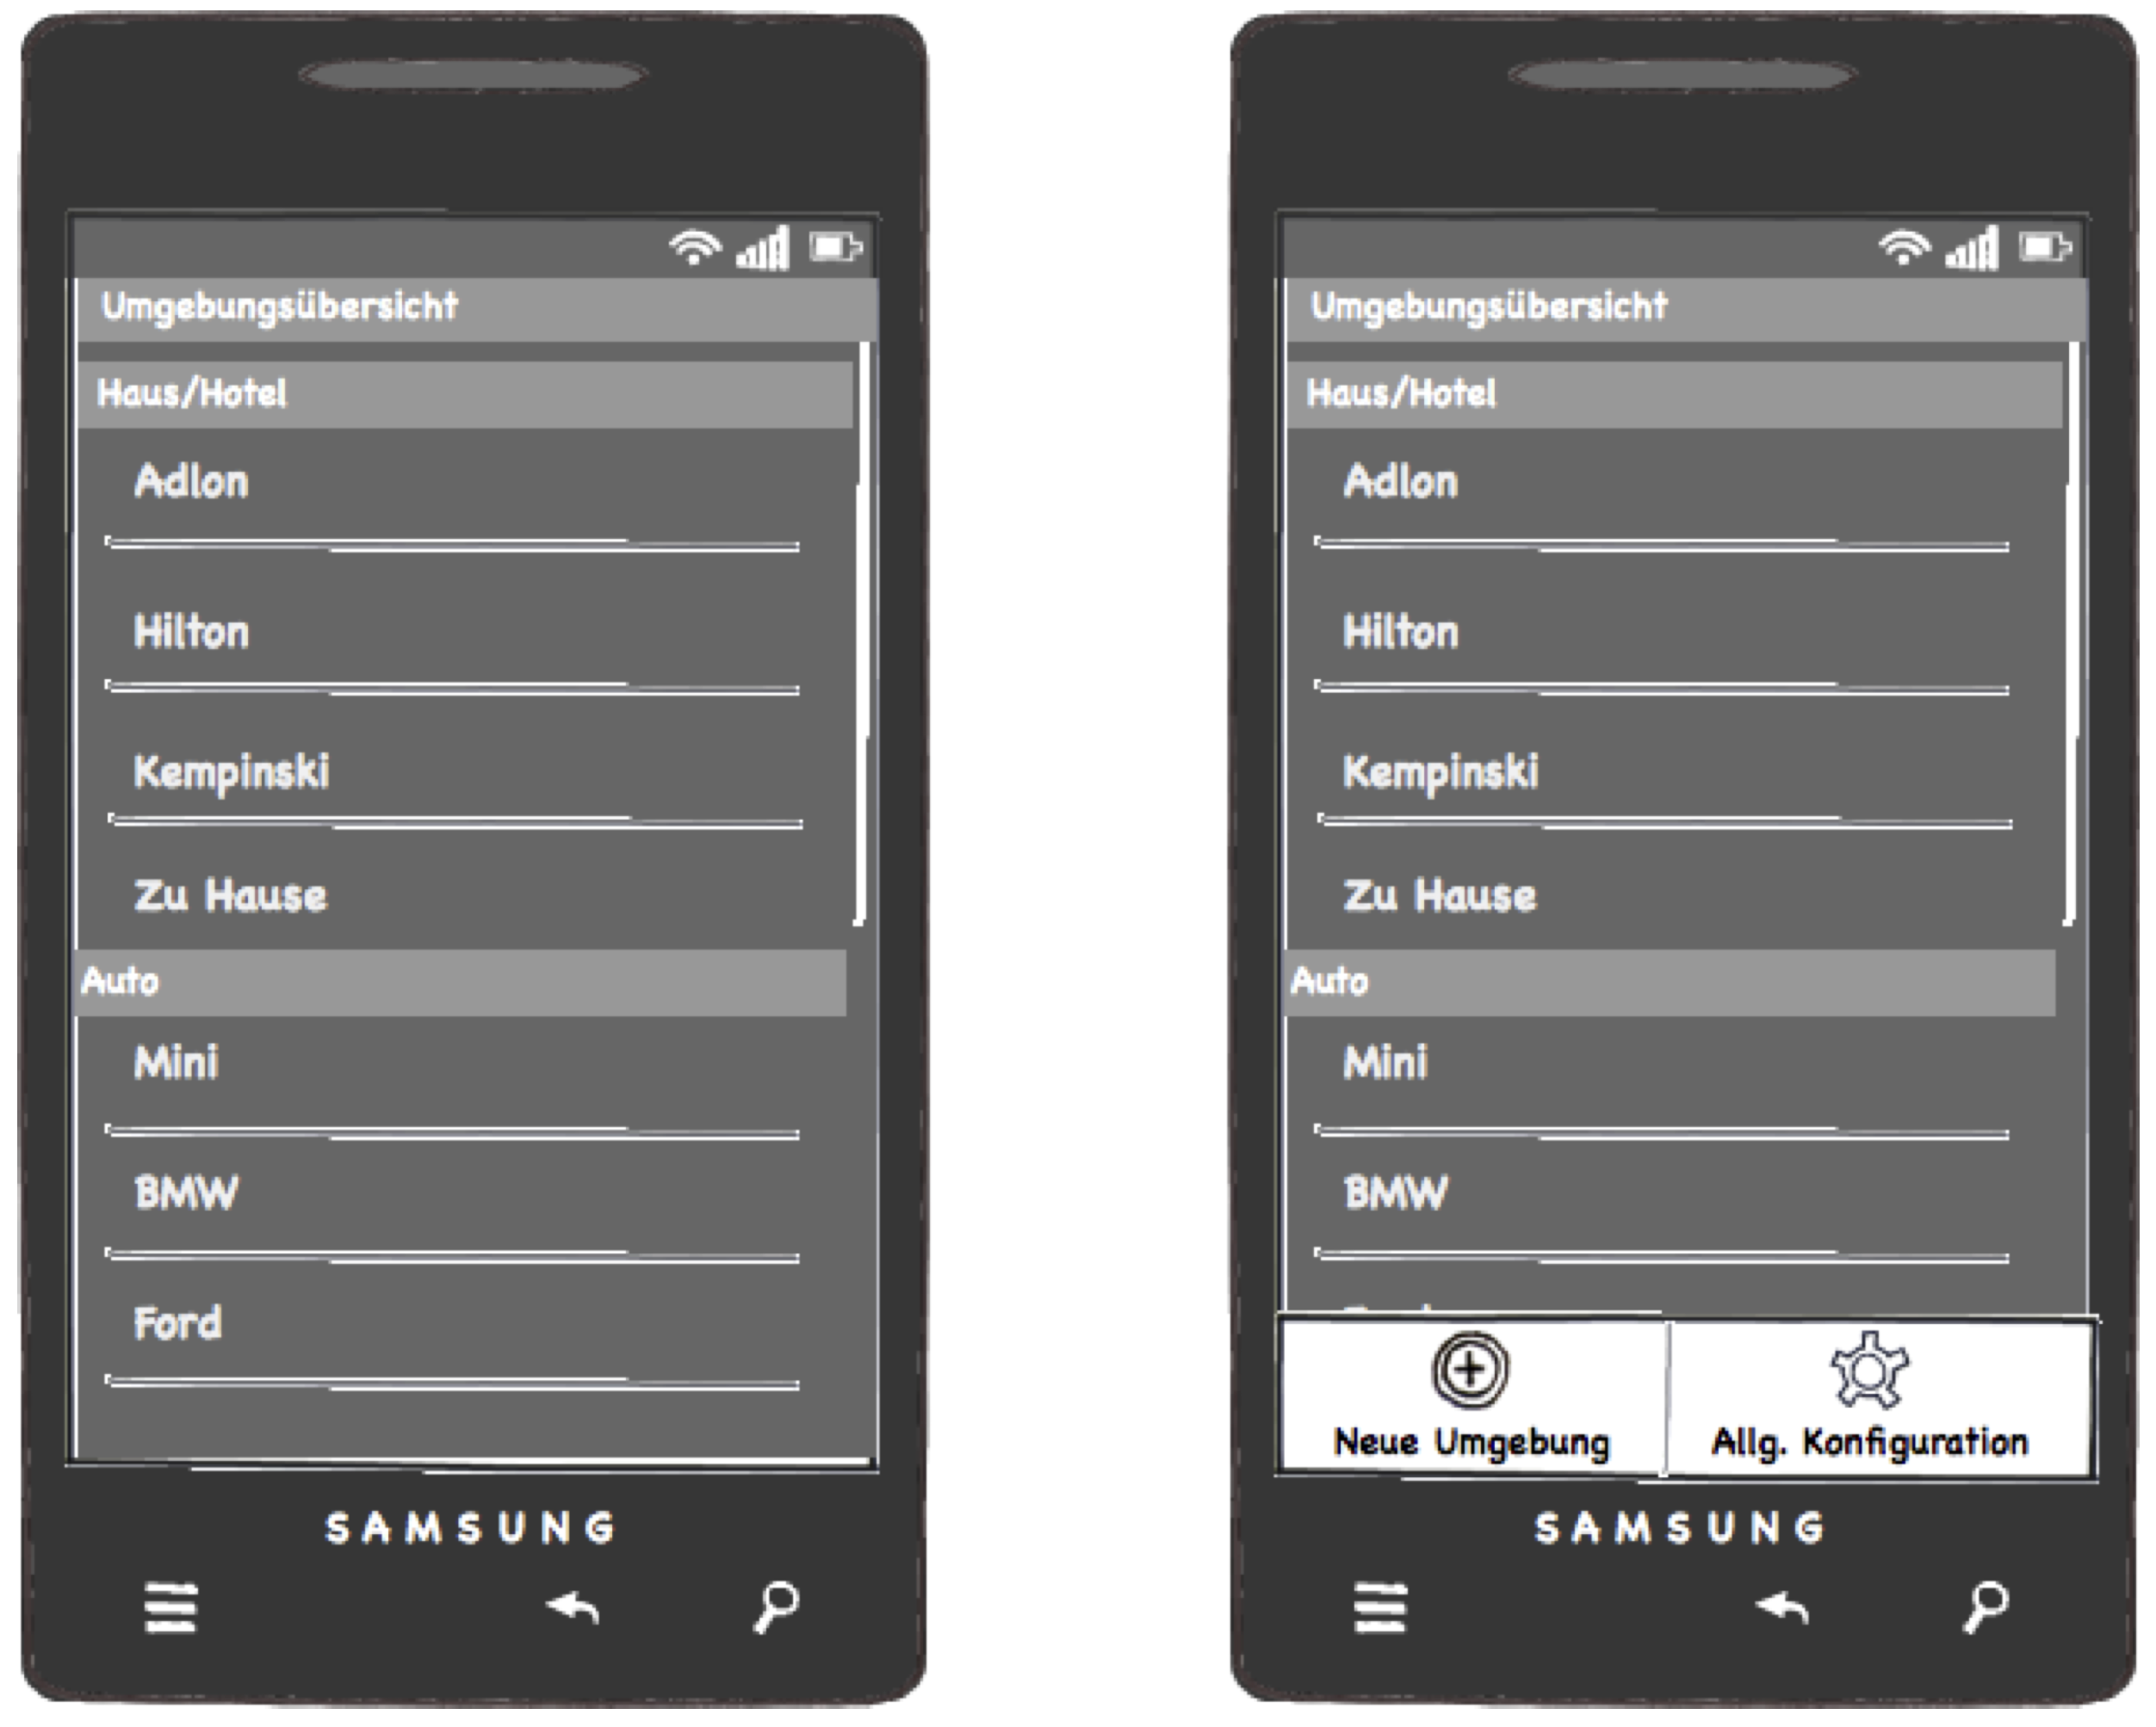 Umgebungsübersicht
Haus/Hotel
Adlon
Hilton
Kempinski
Zu Hause
Auto
Mini
BMW
Ford
SAMSUNG
Umgebungsübersicht
Haus/Hotel
Adlon
Hilton
Kempinski
Zu Hause
Auto
Mini
BMW
Neue Umgebung
Allg. Konfiguration
SAMSUNG